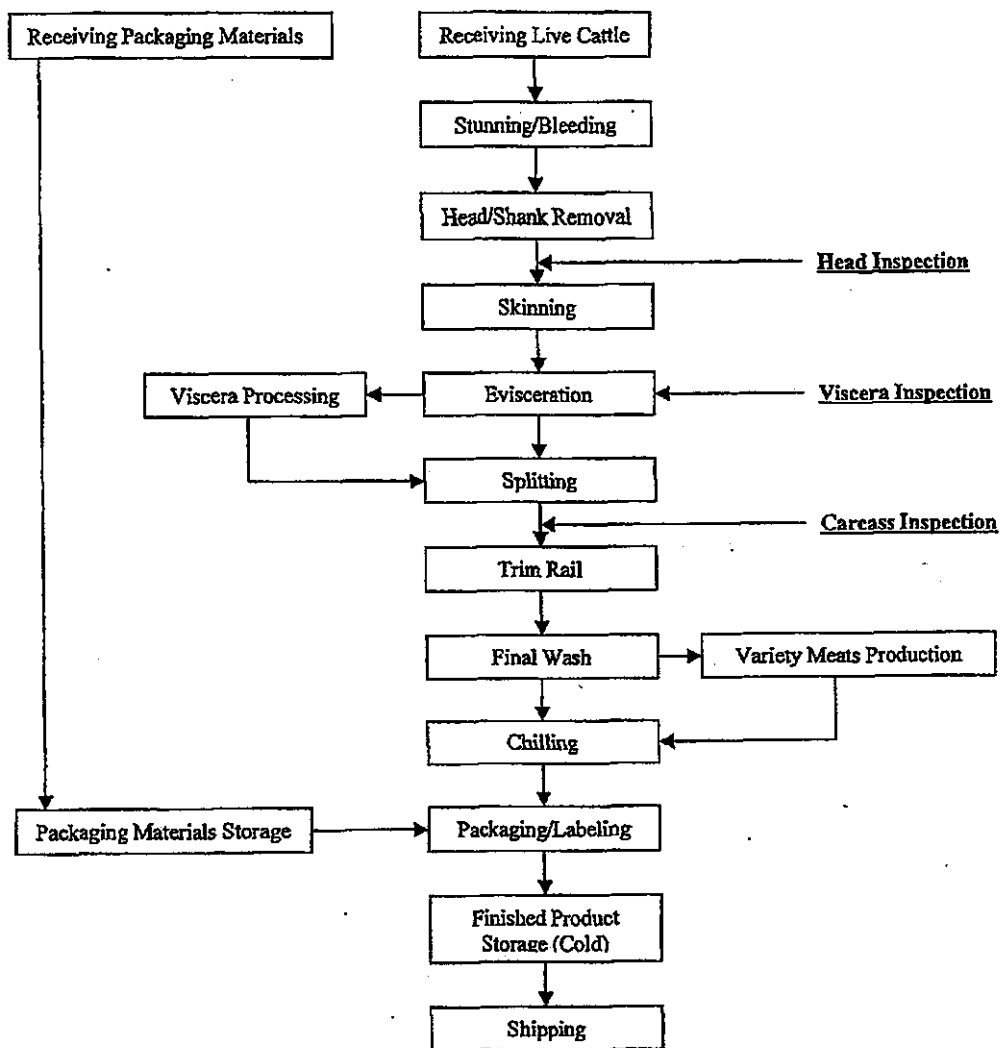 Receiving Packaging Materials
Receiving Live Cattle
Stunning/Bleeding
Head/Shank Removal
Head Inspection
Skinning
Viscera Processing
Evisceration
Viscera Inspection
Splitting
Carcass Inspection
Trim Rail
Final Wash
Variety Meats Production
Chilling
Packaging Materials Storage
Packaging/Labeling
Finished Product
Storage (Cold)
Shipping